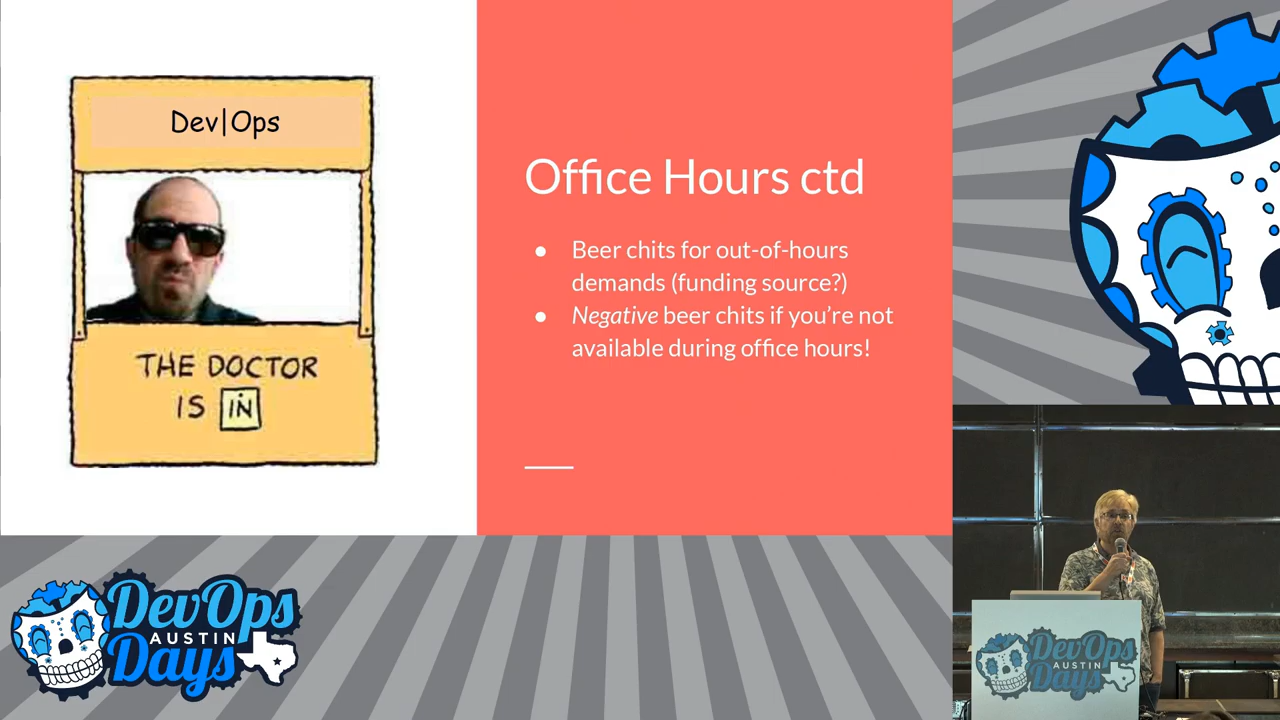 Dev|Ops
THE DOCTOR
IS IN
Office Hours ctd
● Beer chits for out-of-hours
demands (funding source?)
● Negative beer chits if you're not
available during office hours!
DevOps
AUSTIN
Days
DevOps
AUSTIN
Days